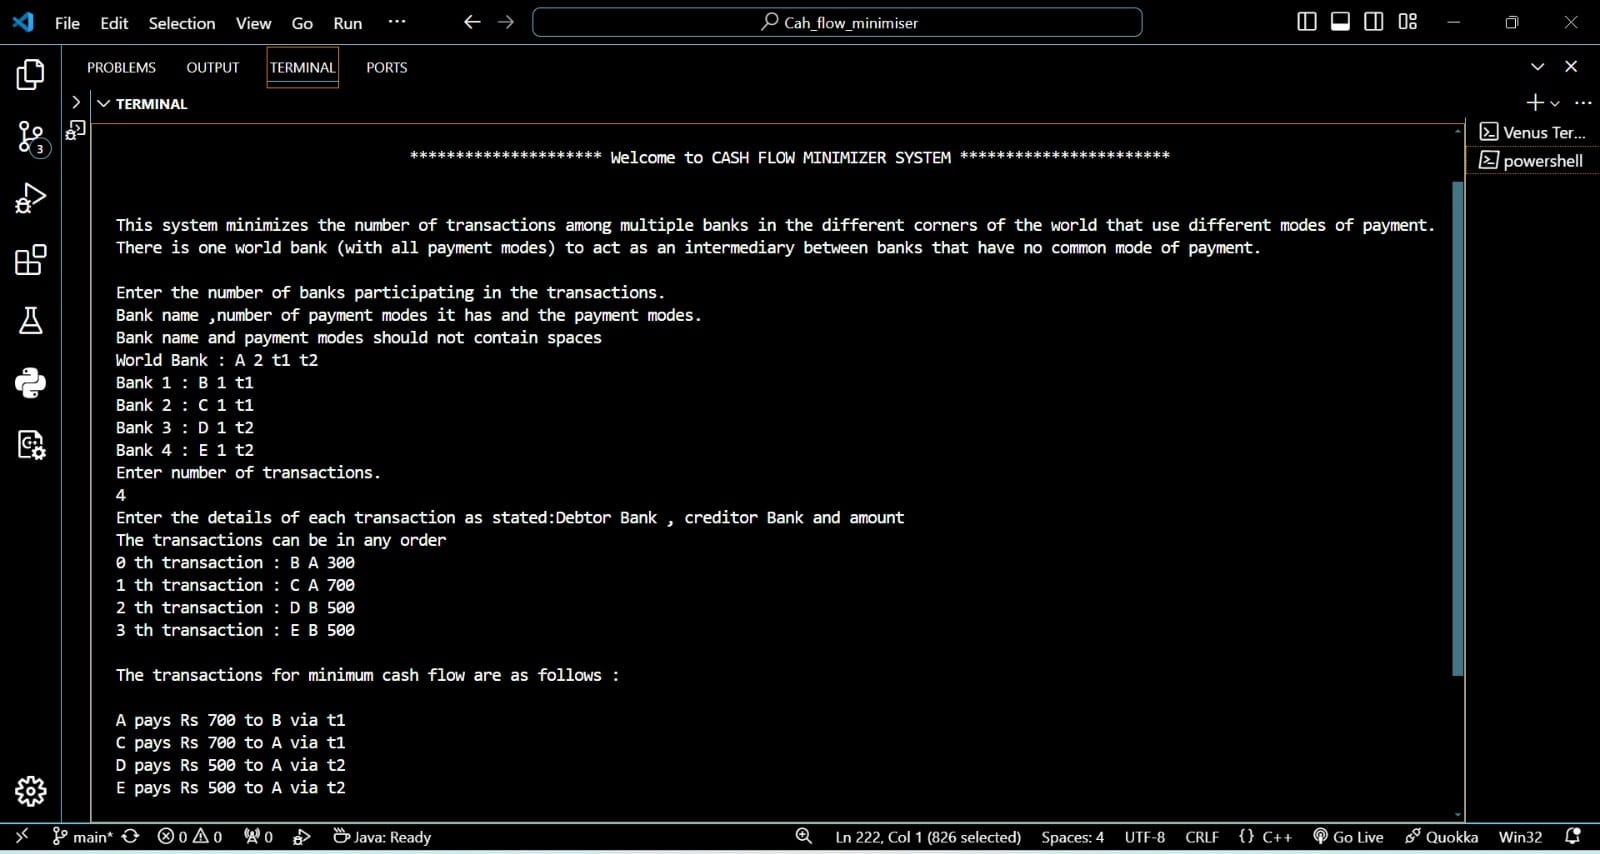 File Edit Selection View Go Run ··· Cah_flow_minimiser
PROBLEMS OUTPUT TERMINAL PORTS
TERMINAL
3
Venus Ter...
powershell
********************* Welcome to CASH FLOW MINIMIZER SYSTEM ***********************
This system minimizes the number of transactions among multiple banks in the different corners of the world that use different modes of payment.
There is one world bank (with all payment modes) to act as an intermediary between banks that have no common mode of payment.
Enter the number of banks participating in the transactions.
Bank name ,number of payment modes it has and the payment modes.
Bank name and payment modes should not contain spaces
World Bank : A 2 t1 t2
Bank 1 : B 1 t1
Bank 2 : C 1 t1
Bank 3 : D 1 t2
Bank 4 : E 1 t2
Enter number of transactions.
4
Enter the details of each transaction as stated:Debtor Bank , creditor Bank and amount
The transactions can be in any order
0 th transaction : B A 300
1 th transaction : C A 700
2 th transaction : D B 500
3 th transaction : E B 500
The transactions for minimum cash flow are as follows :
A pays Rs 700 to B via t1
C pays Rs 700 to A via t1
D pays Rs 500 to A via t2
E pays Rs 500 to A via t2
main* 0 0 0 Java: Ready Ln 222, Col 1 (826 selected) Spaces: 4 UTF-8 CRLF {} C++ Go Live Quokka Win32